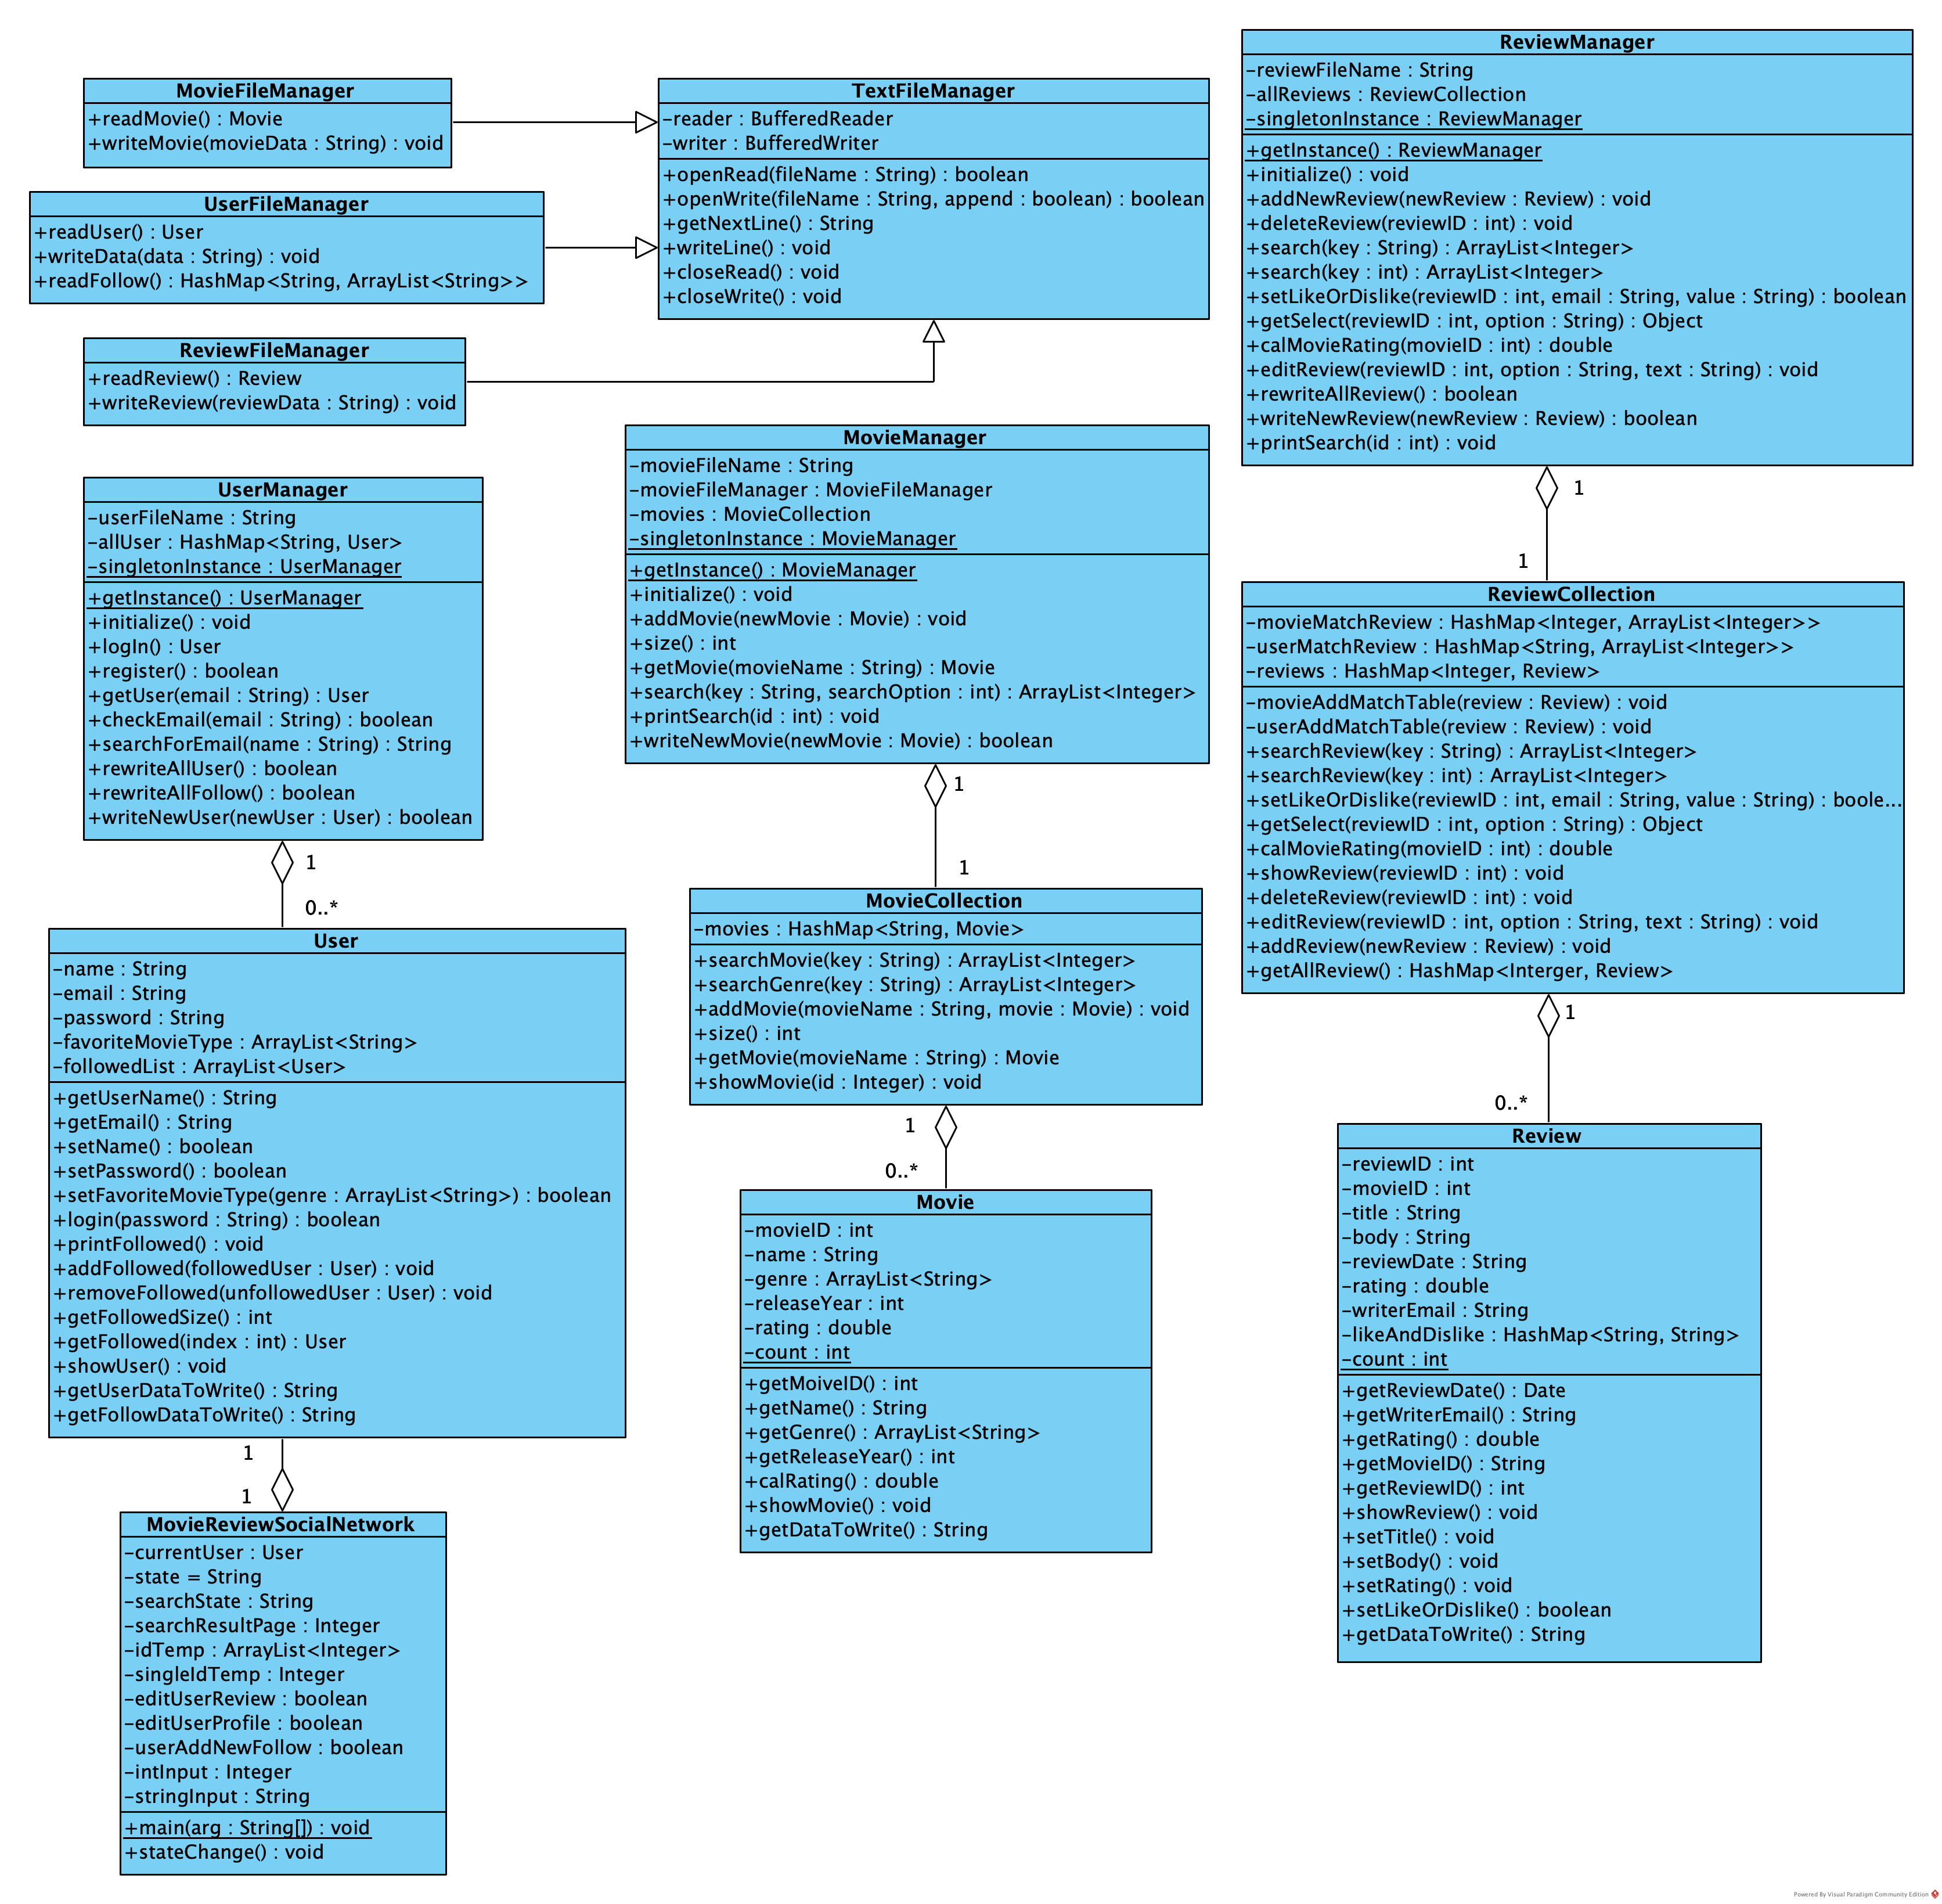 MovieFileManager
+readMovie() : Movie
+writeMovie(movieData : String) : void
UserFileManager
+readUser() : User
+writeData(data : String) : void
+readFollow() : HashMap<String, ArrayList<String>>
ReviewFileManager
+readReview() : Review
+writeReview(reviewData : String) : void
TextFileManager
-reader : BufferedReader
-writer : BufferedWriter
+openRead(fileName : String) : boolean
+openWrite(fileName : String, append : boolean) : boolean
+getNextLine() : String
+writeLine() : void
+closeRead() : void
+closeWrite() : void
ReviewManager
-reviewFileName : String
-allReviews : ReviewCollection
-singletonInstance : ReviewManager
+getInstance() : ReviewManager
+initialize() : void
+addNewReview(newReview : Review) : void
+deleteReview(reviewID : int) : void
+search(key : String) : ArrayList<Integer>
+search(key : int) : ArrayList<Integer>
+setLikeOrDislike(reviewID : int, email : String, value : String) : boolean
+getSelect(reviewID : int, option : String) : Object
+calMovieRating(movieID : int) : double
+editReview(reviewID : int, option : String, text : String) : void
+rewriteAllReview() : boolean
+writeNewReview(newReview : Review) : boolean
+printSearch(id : int) : void
1
1
UserManager
-userFileName : String
-allUser : HashMap<String, User>
-singletonInstance : UserManager
+getInstance() : UserManager
+initialize() : void
+logIn() : User
+register() : boolean
+getUser(email : String) : User
+checkEmail(email : String) : boolean
+searchForEmail(name : String) : String
+rewriteAllUser() : boolean
+rewriteAllFollow() : boolean
+writeNewUser(newUser : User) : boolean
1
0..*
MovieManager
-movieFileName : String
-movieFileManager : MovieFileManager
-movies : MovieCollection
-singletonInstance : MovieManager
+getInstance() : MovieManager
+initialize() : void
+addMovie(newMovie : Movie) : void
+size() : int
+getMovie(movieName : String) : Movie
+search(key : String, searchOption : int) : ArrayList<Integer>
+printSearch(id : int) : void
+writeNewMovie(newMovie : Movie) : boolean
1
1
ReviewCollection
-movieMatchReview : HashMap<Integer, ArrayList<Integer>>
-userMatchReview : HashMap<String, ArrayList<Integer>>
-reviews : HashMap<Integer, Review>
-movieAddMatchTable(review : Review) : void
-userAddMatchTable(review : Review) : void
+searchReview(key : String) : ArrayList<Integer>
+searchReview(key : int) : ArrayList<Integer>
+setLikeOrDislike(reviewID : int, email : String, value : String) : boole...
+getSelect(reviewID : int, option : String) : Object
+calMovieRating(movieID : int) : double
+showReview(reviewID : int) : void
+deleteReview(reviewID : int) : void
+editReview(reviewID : int, option : String, text : String) : void
+addReview(newReview : Review) : void
+getAllReview() : HashMap<Interger, Review>
1
0..*
User
-name : String
-email : String
-password : String
-favoriteMovieType : ArrayList<String>
-followedList : ArrayList<User>
+getUserName() : String
+getEmail() : String
+setName() : boolean
+setPassword() : boolean
+setFavoriteMovieType(genre : ArrayList<String>) : boolean
+login(password : String) : boolean
+printFollowed() : void
+addFollowed(followedUser : User) : void
+removeFollowed(unfollowedUser : User) : void
+getFollowedSize() : int
+getFollowed(index : int) : User
+showUser() : void
+getUserDataToWrite() : String
+getFollowDataToWrite() : String
1
1
MovieCollection
-movies : HashMap<String, Movie>
+searchMovie(key : String) : ArrayList<Integer>
+searchGenre(key : String) : ArrayList<Integer>
+addMovie(movieName : String, movie : Movie) : void
+size() : int
+getMovie(movieName : String) : Movie
+showMovie(id : Integer) : void
1
0..*
Movie
-movieID : int
-name : String
-genre : ArrayList<String>
-releaseYear : int
-rating : double
-count : int
+getMoiveID() : int
+getName() : String
+getGenre() : ArrayList<String>
+getReleaseYear() : int
+calRating() : double
+showMovie() : void
+getDataToWrite() : String
Review
-reviewID : int
-movieID : int
-title : String
-body : String
-reviewDate : String
-rating : double
-writerEmail : String
-likeAndDislike : HashMap<String, String>
-count : int
+getReviewDate() : Date
+getWriterEmail() : String
+getRating() : double
+getMovieID() : String
+getReviewID() : int
+showReview() : void
+setTitle() : void
+setBody() : void
+setRating() : void
+setLikeOrDislike() : boolean
+getDataToWrite() : String
MovieReviewSocialNetwork
-currentUser : User
-state = String
-searchState : String
-searchResultPage : Integer
-idTemp : ArrayList<Integer>
-singleIdTemp : Integer
-editUserReview : boolean
-editUserProfile : boolean
-userAddNewFollow : boolean
-intInput : Integer
-stringInput : String
+main(arg : String[]) : void
+stateChange() : void
Powered By Visual Paradigm Community Edition